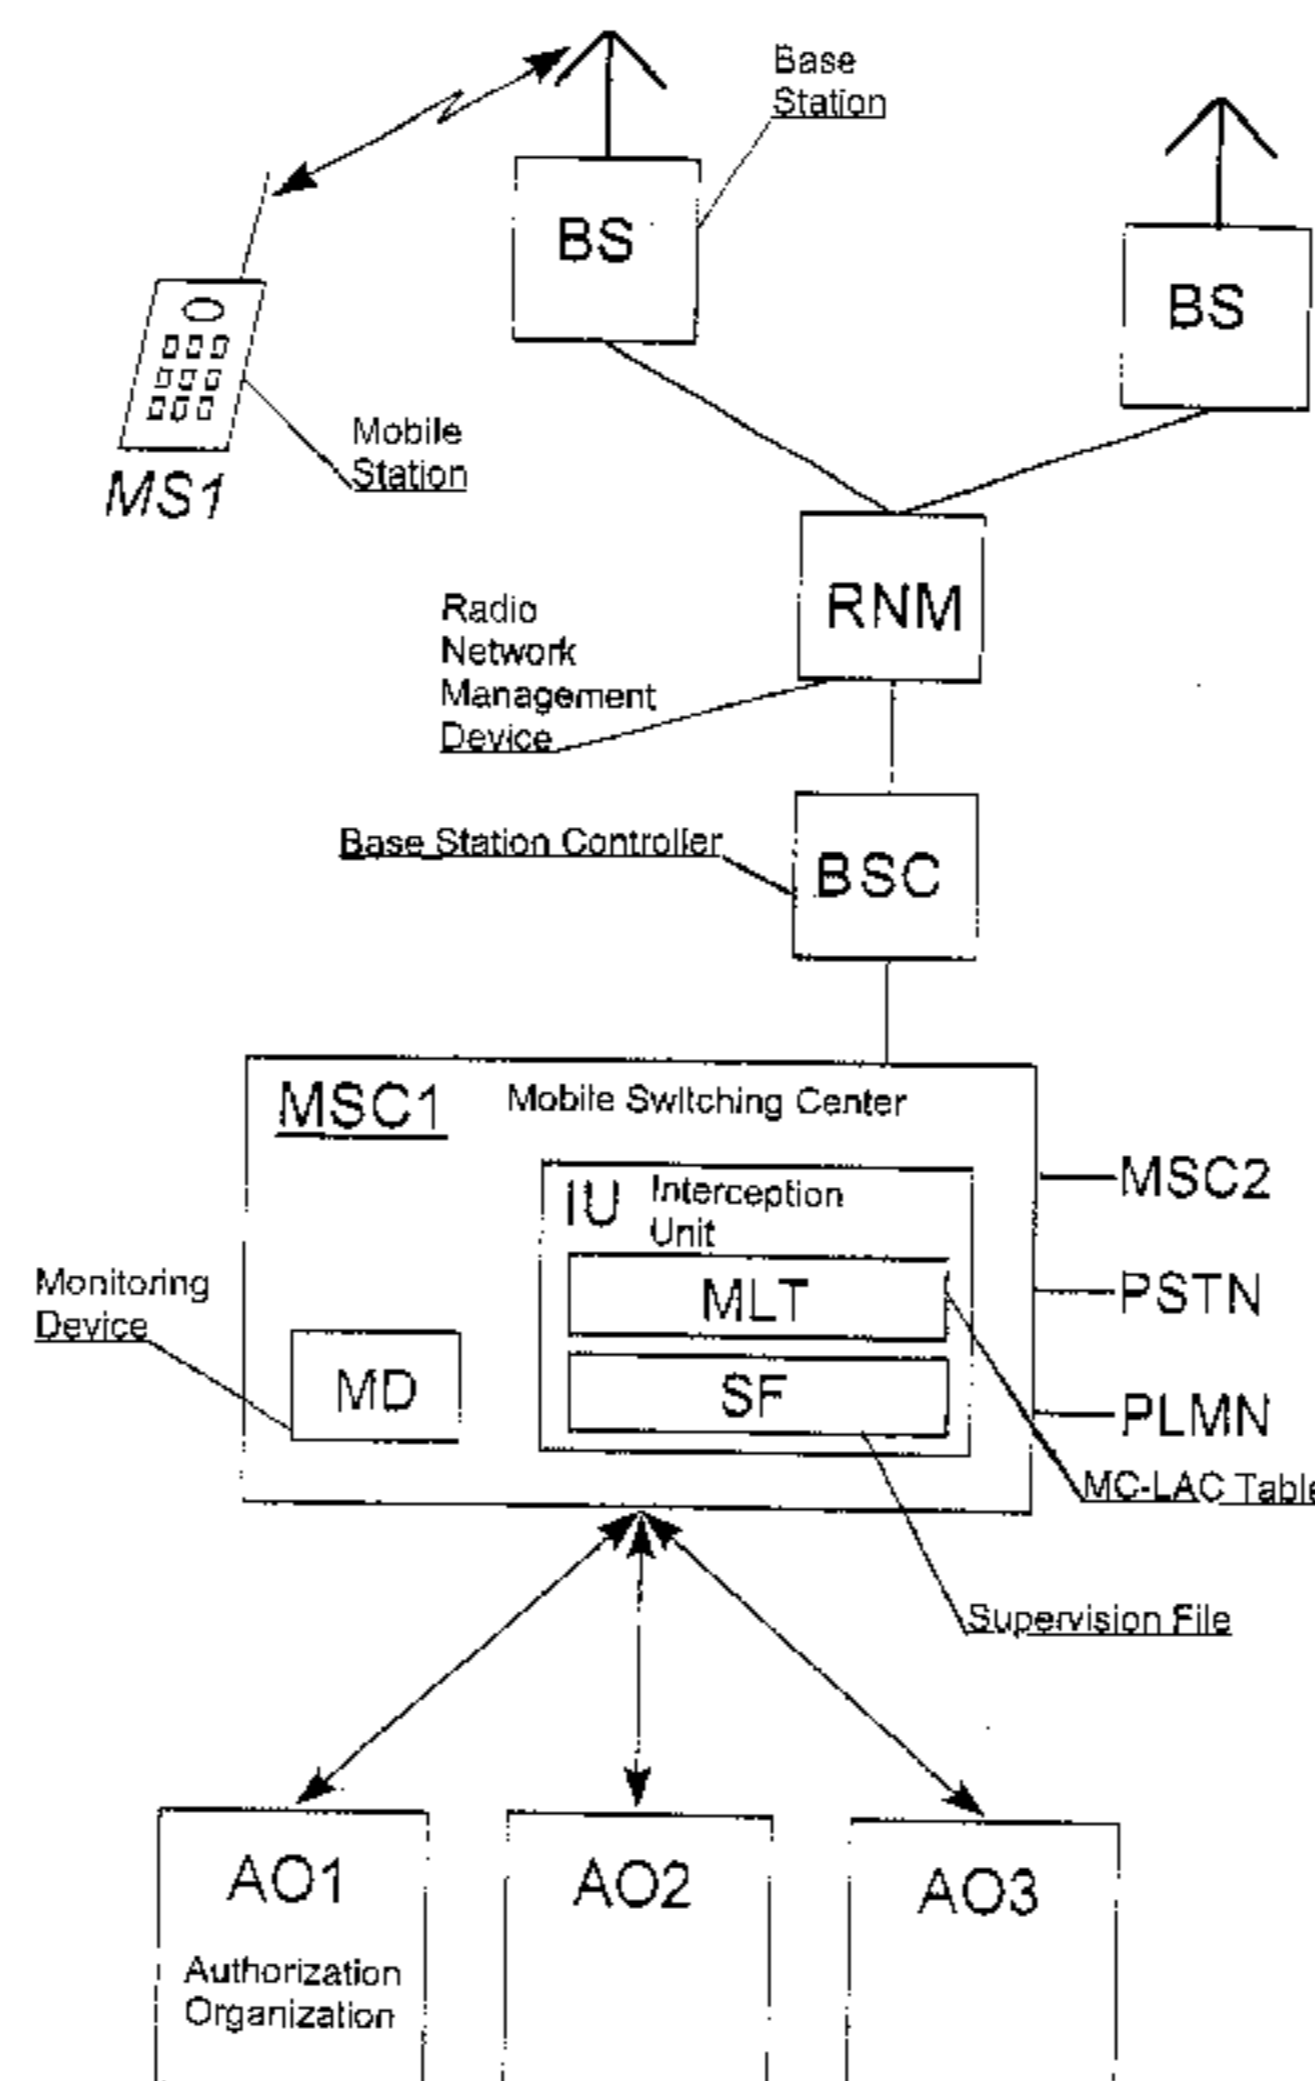 Base
Station
BS
BS
Mobile
Station
MS1
RNM
Radio
Network
Management
Device
Base Station Controller
BSC
MSC1
Mobile Switching Center
IU
Interception
Unit
MSC2
Monitoring
Device
MLT
PSTN
MD
SF
PLMN
MC-LAC Table
Supervision File
AO1
AO2
AO3
Authorization
Organization